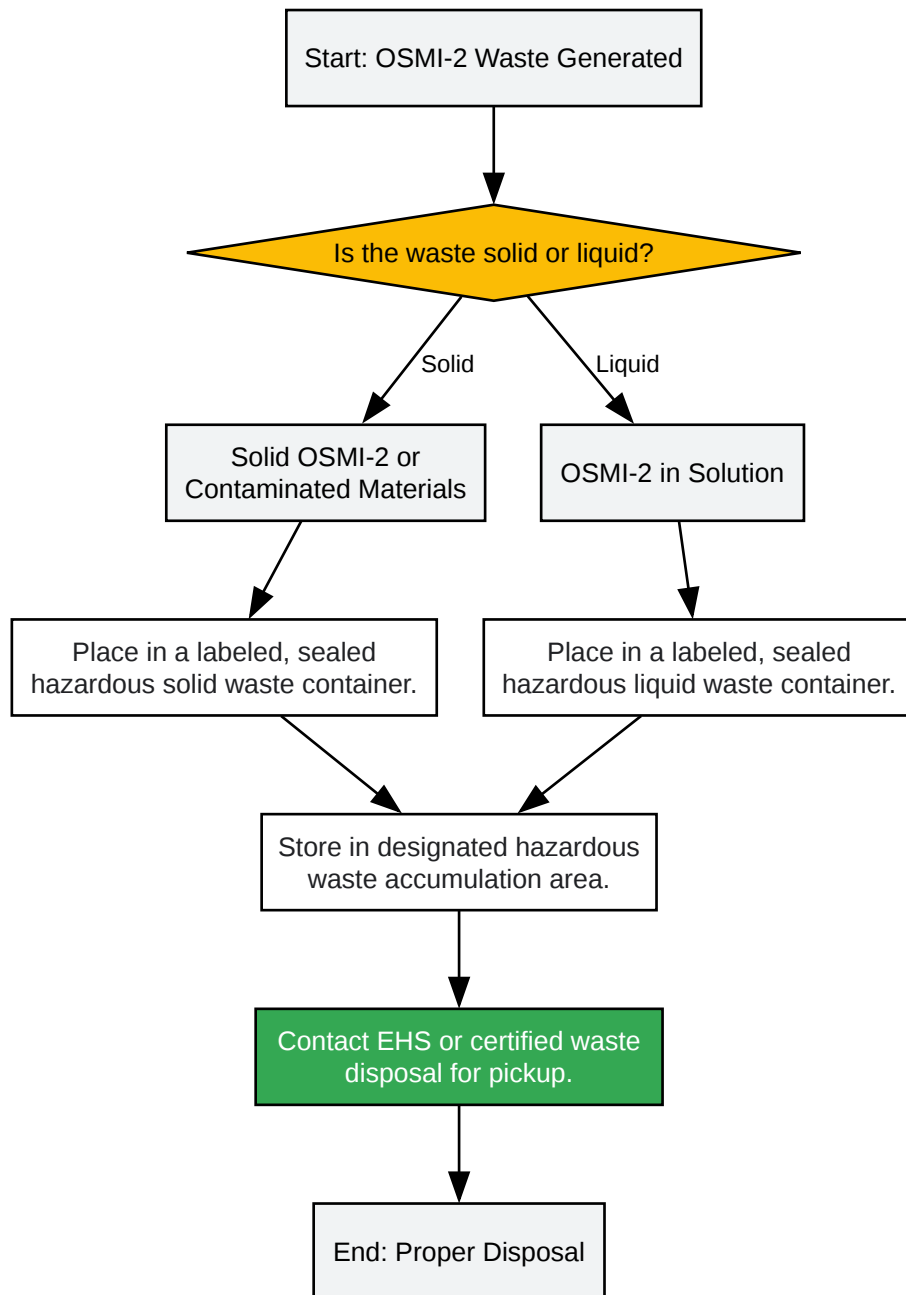 Start: OSMI-2 Waste Generated
Is the waste solid or liquid?
Solid
Liquid
Solid OSMI-2 or
Contaminated Materials
OSMI-2 in Solution
Place in a labeled, sealed
hazardous solid waste container.
Place in a labeled, sealed
hazardous liquid waste container.
Store in designated hazardous
waste accumulation area.
Contact EHS or certified waste
disposal for pickup.
End: Proper Disposal